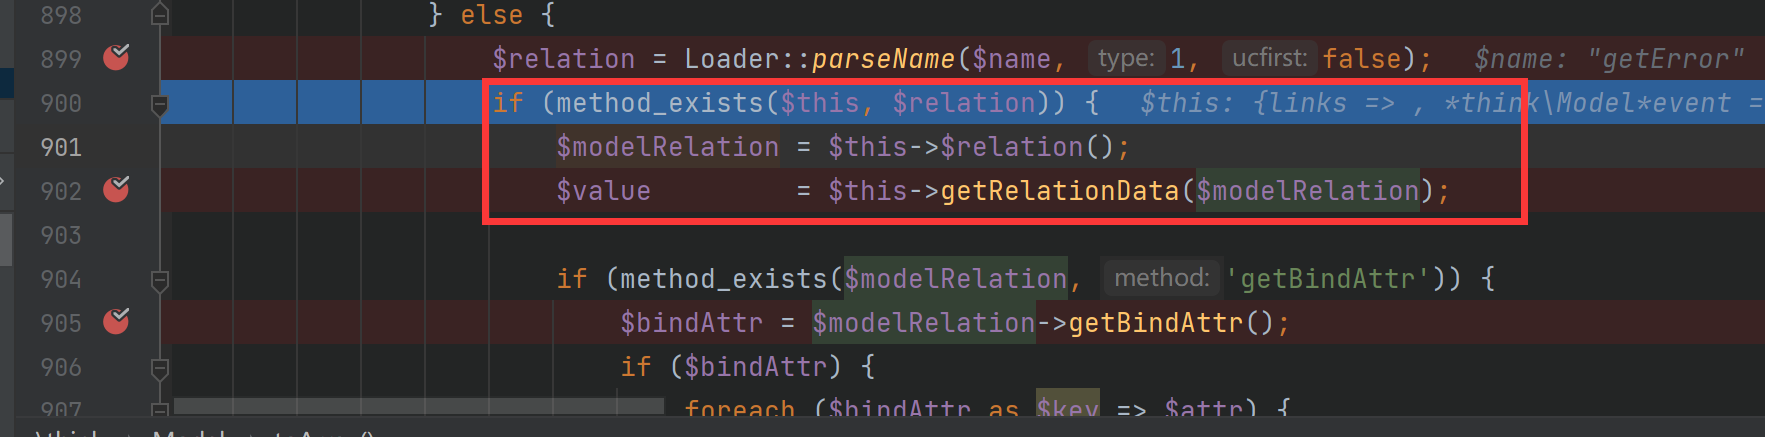 898 } else {
899 $relation = Loader::parseName($name, type: 1, ucfirst: false); $name: "getError"
900 if (method_exists($this, $relation)) { $this: {links => , *think\Model*event =
901 $modelRelation = $this->$relation();
902 $value = $this->getRelationData($modelRelation);
903
904 if (method_exists($modelRelation, method: 'getBindAttr')) {
905 $bindAttr = $modelRelation->getBindAttr();
906 if ($bindAttr) {
907 foreach ($bindAttr as $key => $attr) {